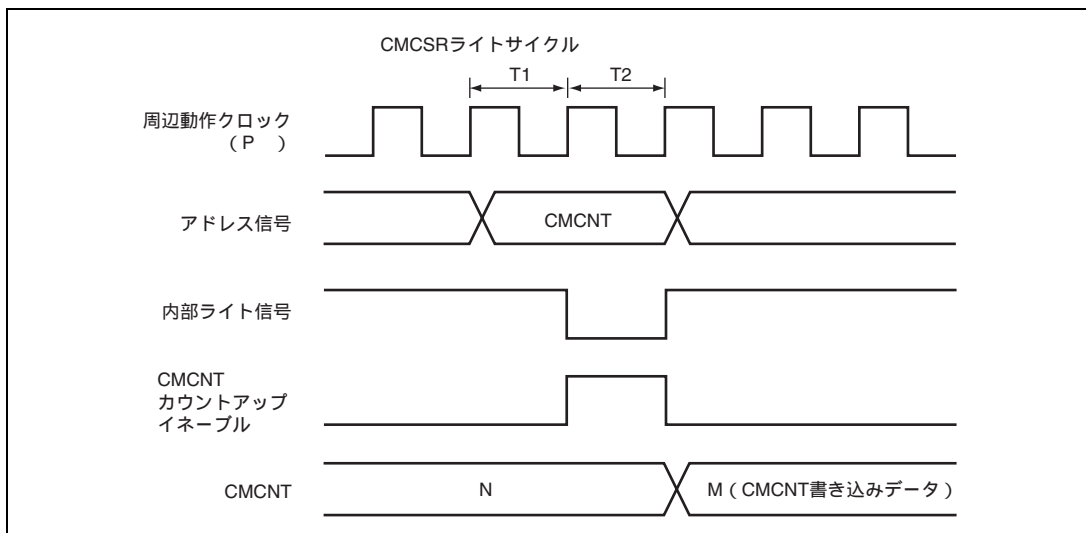 CMCSRライトサイクル
T1 T2
周辺動作クロック
（P　）
アドレス信号
CMCNT
内部ライト信号
CMCNT
カウントアップ
イネーブル
CMCNT
N
M（CMCNT書き込みデータ）